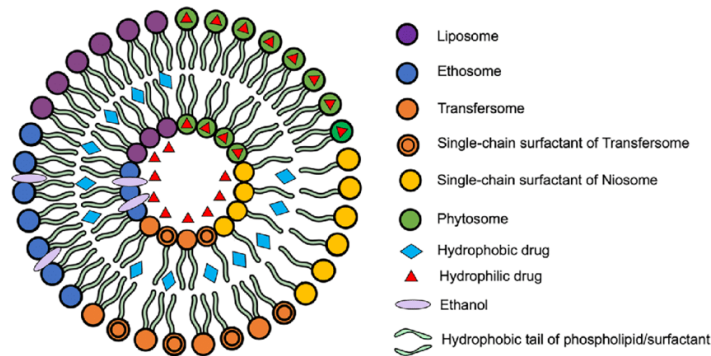 Liposome
Ethosome
Transfersome
Single-chain surfactant of Transfersome
Single-chain surfactant of Niosome
Phytosome
Hydrophobic drug
Hydrophilic drug
Ethanol
Hydrophobic tail of phospholipid/surfactant